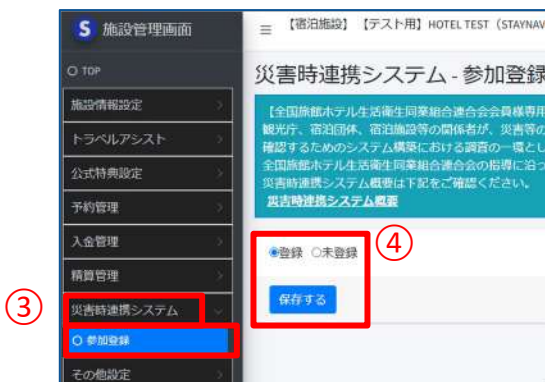 S 施設管理画面
≡ 【宿泊施設】【テスト用】HOTEL TEST（STAYNAV
TOP
災害時連携システム - 参加登録
施設情報設定
トラベルアシスト
公式特典設定
予約管理
入金管理
精算管理
③
災害時連携システム
参加登録
その他設定
【全国旅館ホテル生活衛生同業組合連合会会員様専用
観光庁、宿泊団体、宿泊施設等の関係者が、災害等の
確認するためのシステム構築における調査の一環とし
全国旅館ホテル生活衛生同業組合連合会の指導に沿っ
災害時連携システム概要は下記をご確認ください。
災害時連携システム概要
④
登録 未登録
保存する